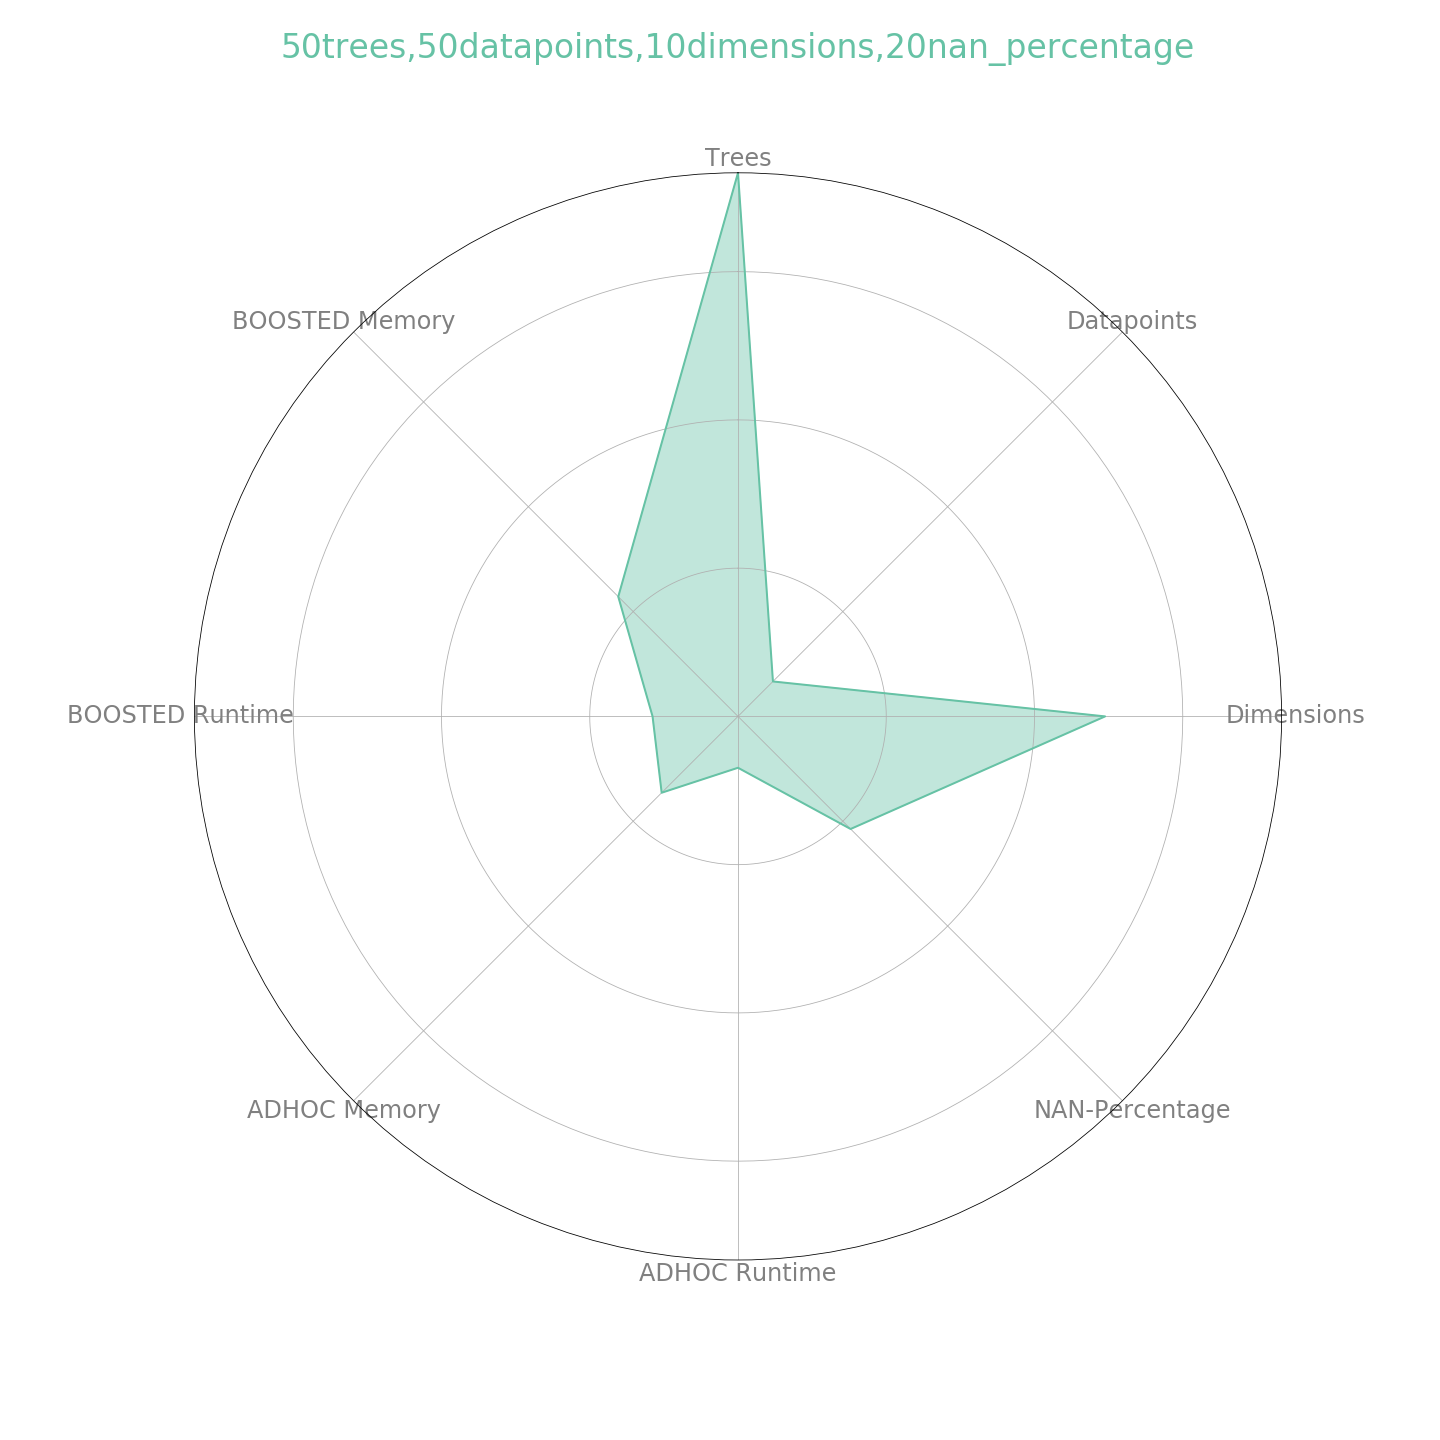 50trees,50datapoints,10dimensions,20nan_percentage
Trees
BOOSTED Memory
Datapoints
BOOSTED Runtime
Dimensions
ADHOC Memory
NAN-Percentage
ADHOC Runtime